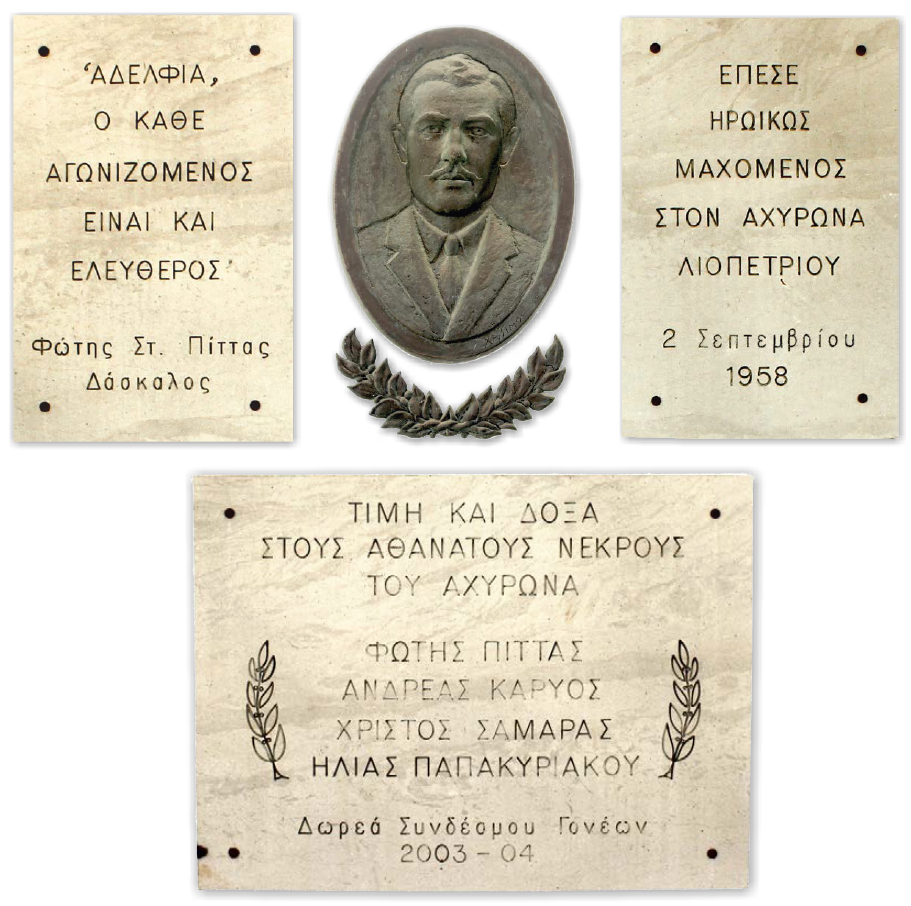 ‘ΑΔΕΛΦΙΑ,
Ο ΚΑΘΕ
ΑΓΩΝΙΖΟΜΕΝΟΣ
ΕΙΝΑΙ ΚΑΙ
ΕΛΕΥΘΕΡΟΣ’
Φώτης Στ. Πίττας
Δάσκαλος
ΕΠΕΣΕ
ΗΡΩΙΚΩΣ
ΜΑΧΟΜΕΝΟΣ
ΣΤΟΝ ΑΧΥΡΩΝΑ
ΛΙΟΠΕΤΡΙΟΥ
2 Σεπτεμβρίου
1958
ΤΙΜΗ ΚΑΙ ΔΟΞΑ
ΣΤΟΥΣ ΑΘΑΝΑΤΟΥΣ ΝΕΚΡΟΥΣ
ΤΟΥ ΑΧΥΡΩΝΑ
ΦΩΤΗΣ ΠΙΤΤΑΣ
ΑΝΔΡΕΑΣ ΚΑΡΥΟΣ
ΧΡΙΣΤΟΣ ΣΑΜΑΡΑΣ
ΗΛΙΑΣ ΠΑΠΑΚΥΡΙΑΚΟΥ
Δωρεά Συνδέσμου Γονέων
2003 - 04